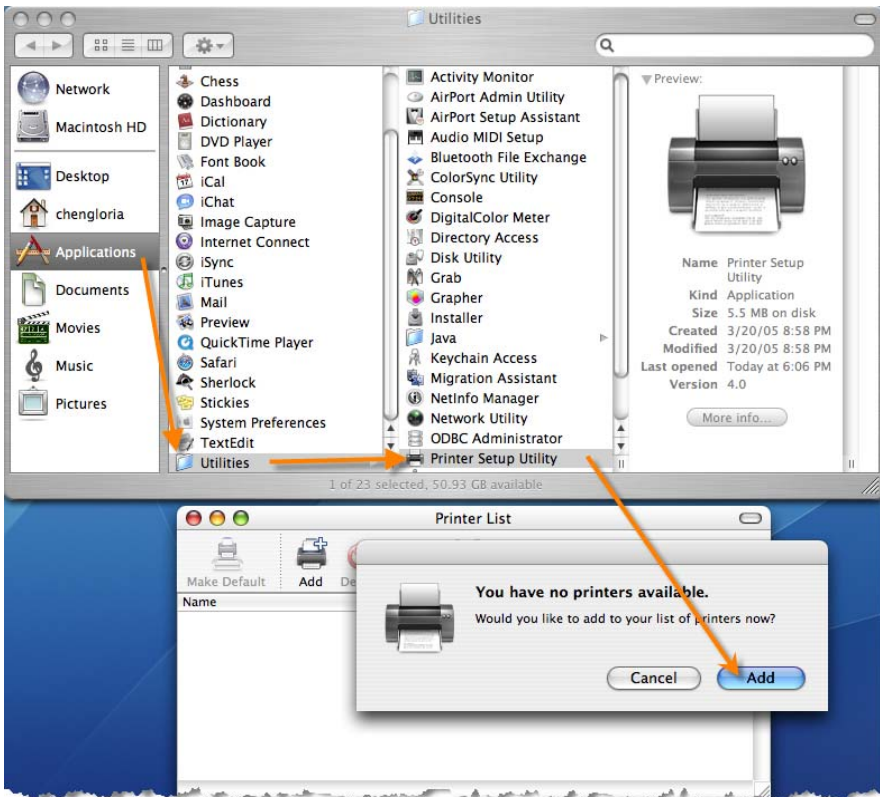 Utilities
Network
Macintosh HD
Desktop
chengloria
Applications
Documents
Movies
Music
Pictures
Chess
Dashboard
Dictionary
DVD Player
Font Book
iCal
iChat
Image Capture
Internet Connect
iSync
iTunes
Mail
Preview
QuickTime Player
Safari
Sherlock
Stickies
System Preferences
TextEdit
Utilities
Activity Monitor
AirPort Admin Utility
AirPort Setup Assistant
Audio MIDI Setup
Bluetooth File Exchange
ColorSync Utility
Console
DigitalColor Meter
Directory Access
Disk Utility
Grab
Grapher
Installer
Java
Keychain Access
Migration Assistant
NetInfo Manager
Network Utility
ODBC Administrator
Printer Setup Utility
Preview:
Name Printer Setup
Utility
Kind Application
Size 5.5 MB on disk
Created 3/20/05 8:58 PM
Modified 3/20/05 8:58 PM
Last opened Today at 6:06 PM
Version 4.0
More info...
1 of 23 selected, 50.93 GB available
Printer List
Make Default
Add
De
Name
You have no printers available.
Would you like to add to your list of printers now?
Cancel
Add